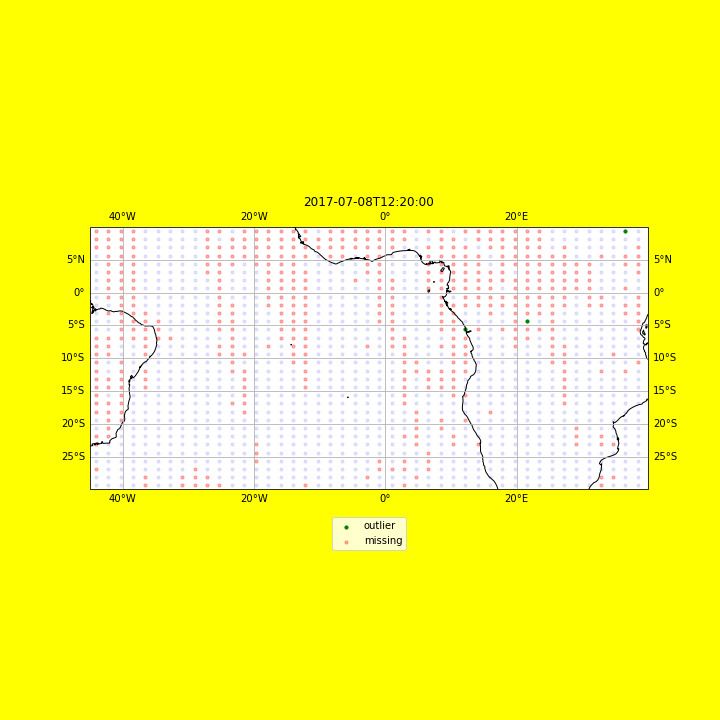 2017-07-08T12:20:00
40°W 20°W 0° 20°E
5°N 5°N
0° 0°
5°S 5°S
10°S 10°S
15°S 15°S
20°S 20°S
25°S 25°S
40°W 20°W 0° 20°E
outlier
missing